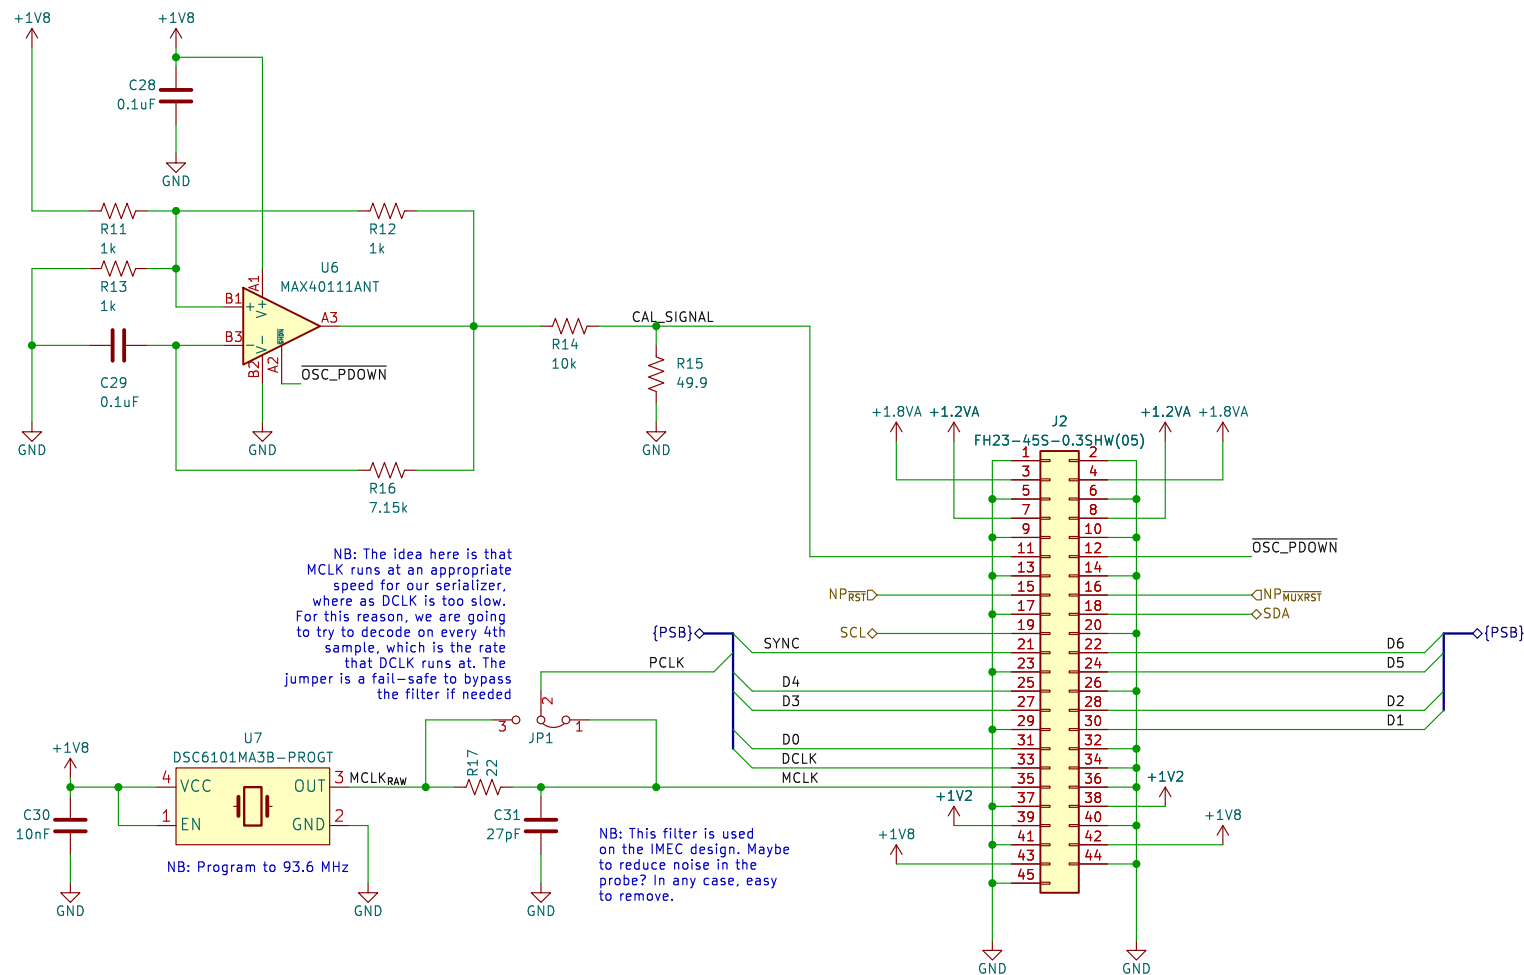 +1V8
+1V8
C28
0.1uF
GND
R11
1k
R12
1k
R13
1k
U6
MAX40111ANT
A1
B1
+
V+
A3
B3
-
V-
SHDN
B2
A2
OSC_PDOWN
C29
0.1uF
GND
GND
R14
10k
CAL_SIGNAL
R15
49.9
GND
R16
7.15k
NB: The idea here is that
MCLK runs at an appropriate
speed for our serializer,
where as DCLK is too slow.
For this reason, we are going
to try to decode on every 4th
sample, which is the rate
that DCLK runs at. The
jumper is a fail-safe to bypass
the filter if needed
+1V8
C30
10nF
GND
U7
DSC6101MA3B-PROGT
4
VCC
OUT
3
1
EN
GND
2
NB: Program to 93.6 MHz
GND
MCLKRAW
R17
22
3
2
1
JP1
C31
27pF
GND
NB: This filter is used
on the IMEC design. Maybe
to reduce noise in the
probe? In any case, easy
to remove.
{PSB}
SYNC
PCLK
D4
D3
D0
DCLK
MCLK
NPRST
SCL
+1.8VA
+1.2VA
J2
FH23-45S-0.3SHW(05)
+1.2VA
+1.8VA
1 2
3 4
5 6
7 8
9 10
11 12
13 14
15 16
17 18
19 20
21 22
23 24
25 26
27 28
29 30
31 32
33 34
35 36
37 38
39 40
41 42
43 44
45
OSC_PDOWN
NPMUXRST
SDA
{PSB}
D6
D5
D2
D1
+1V2
+1V8
+1V2
+1V8
GND
GND